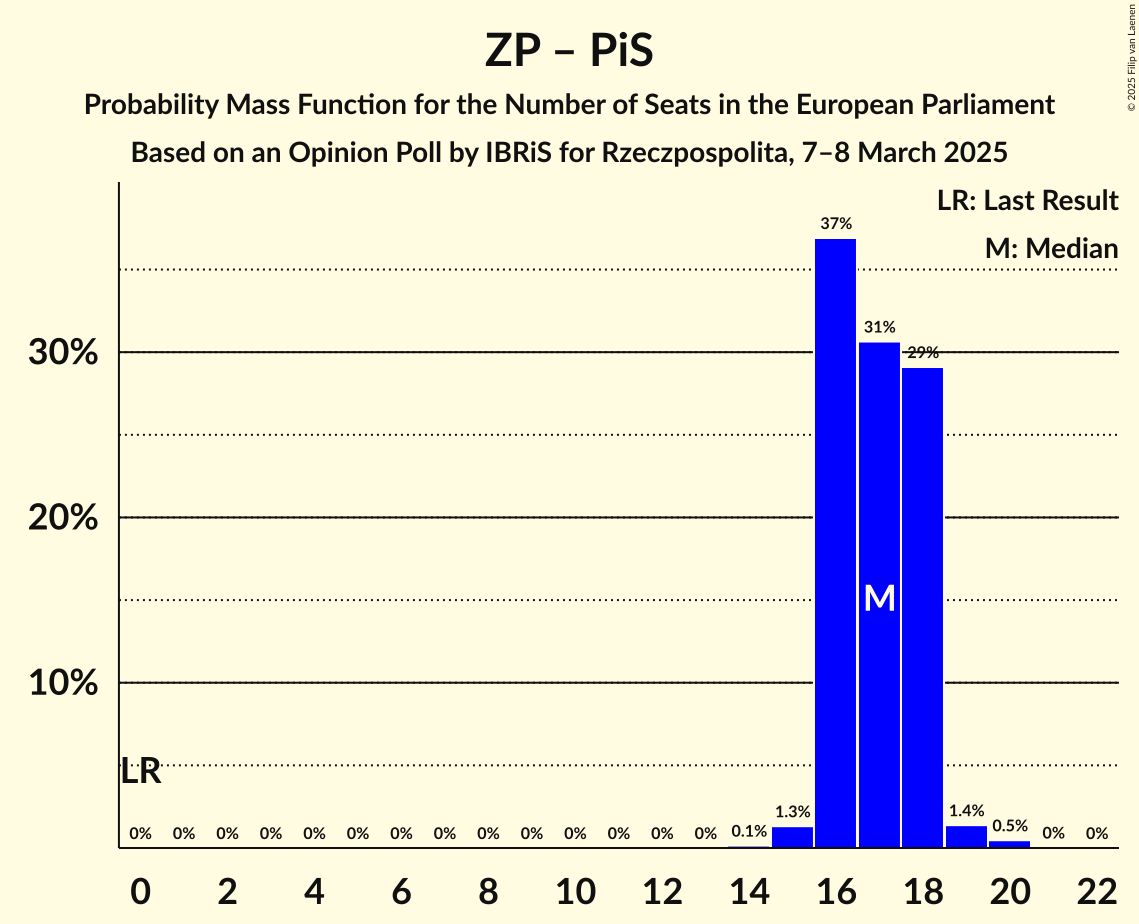 ZP – PiS
Probability Mass Function for the Number of Seats in the European Parliament
Based on an Opinion Poll by IBRiS for Rzeczpospolita, 7–8 March 2025
© 2025 Filip van Laenen
LR: Last Result
M: Median
37%
31%
30%
29%
20%
M
10%
LR
0% 0% 0% 0% 0% 0% 0% 0% 0% 0% 0% 0% 0% 0% 0.1% 1.3% 1.4% 0.5% 0% 0%
0 2 4 6 8 10 12 14 16 18 20 22